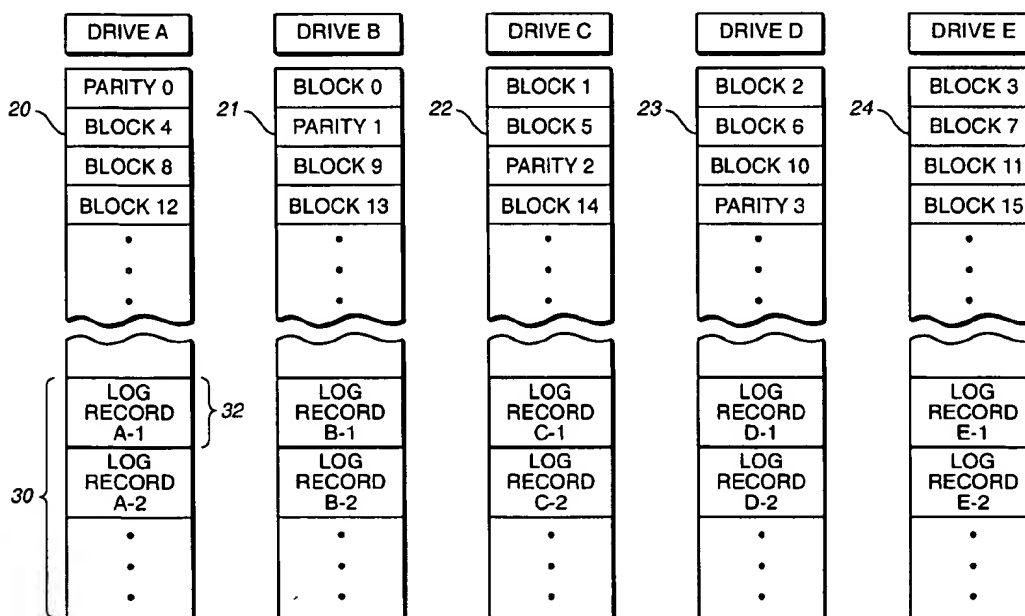 DRIVE A DRIVE B DRIVE C DRIVE D DRIVE E
PARITY 0 BLOCK 0 BLOCK 1 BLOCK 2 BLOCK 3
20 21 22 23 24
BLOCK 4 PARITY 1 BLOCK 5 BLOCK 6 BLOCK 7
BLOCK 8 BLOCK 9 PARITY 2 BLOCK 10 BLOCK 11
BLOCK 12 BLOCK 13 BLOCK 14 PARITY 3 BLOCK 15
LOG LOG LOG LOG LOG
RECORD RECORD RECORD RECORD RECORD
A-1 B-1 C-1 D-1 E-1
32
LOG LOG LOG LOG LOG
30 RECORD RECORD RECORD RECORD RECORD
A-2 B-2 C-2 D-2 E-2